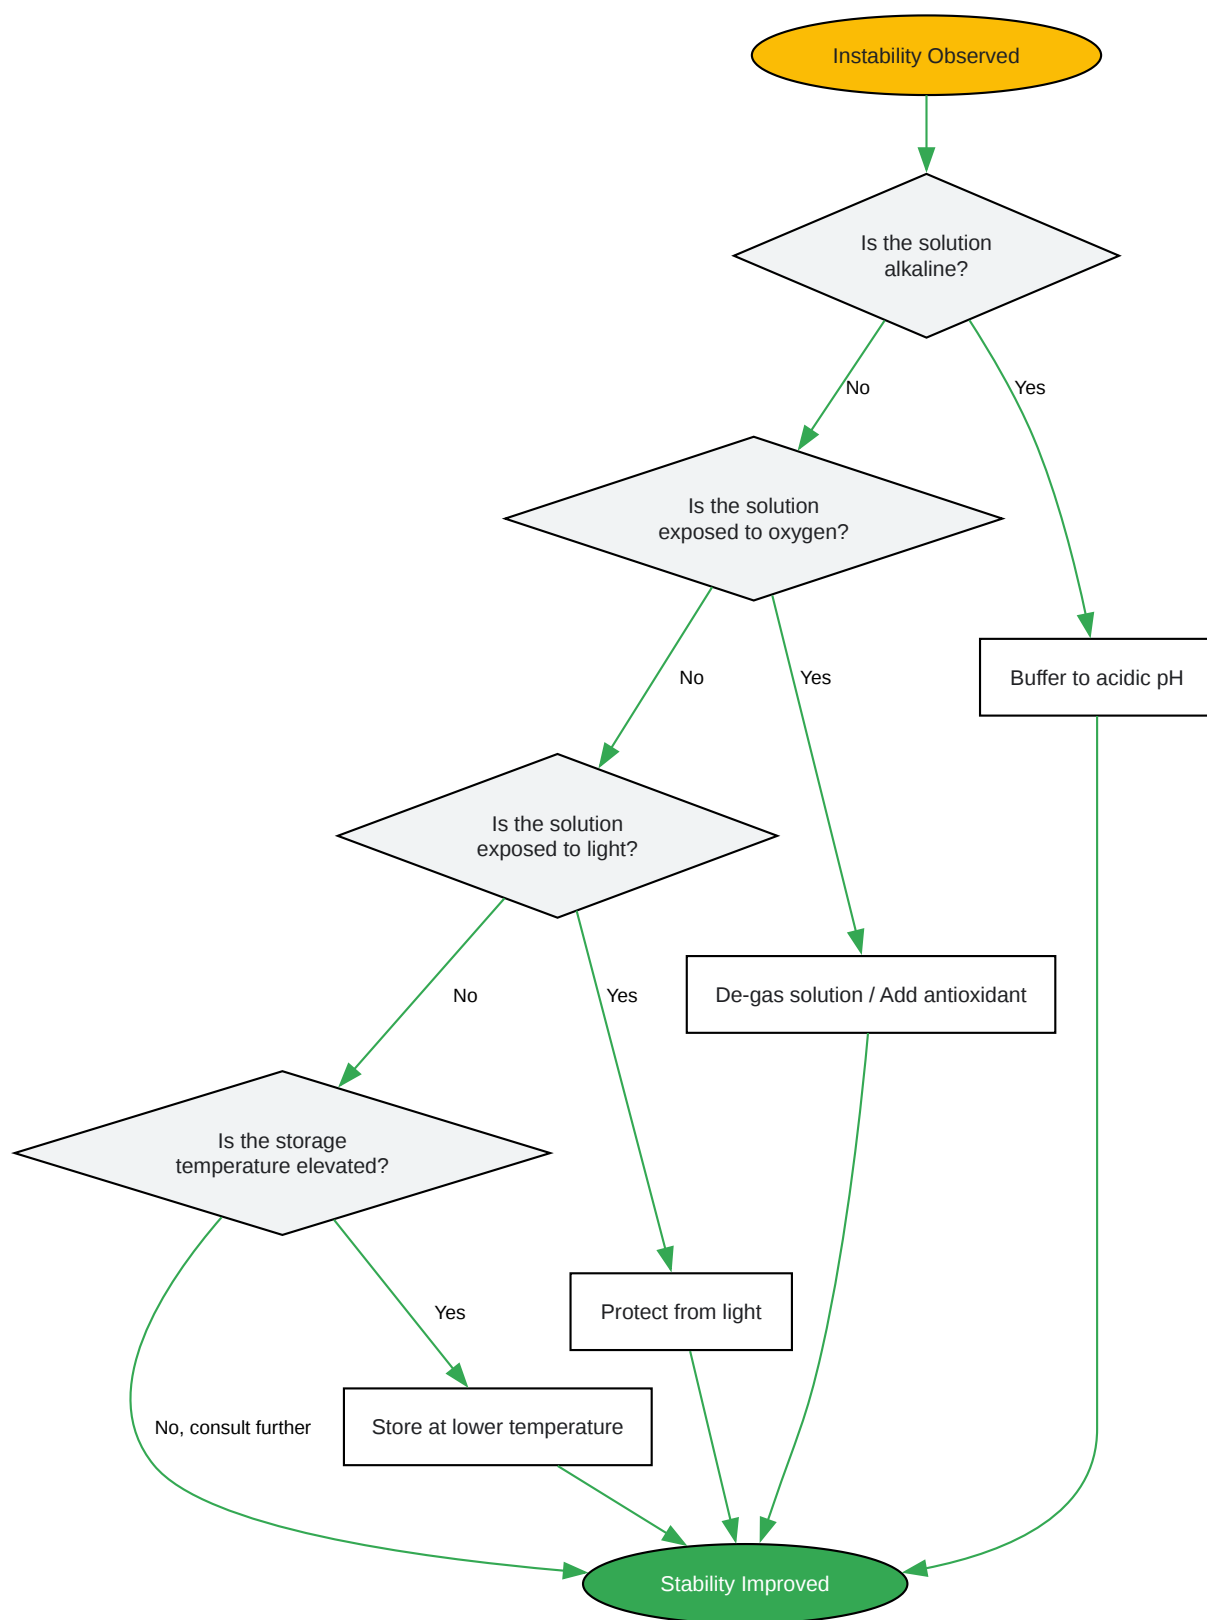 Instability Observed
Is the solution
alkaline?
No
Yes
Is the solution
exposed to oxygen?
No
Yes
Buffer to acidic pH
Is the solution
exposed to light?
No
Yes
De-gas solution / Add antioxidant
Is the storage
temperature elevated?
Yes
Protect from light
No, consult further
Store at lower temperature
Stability Improved